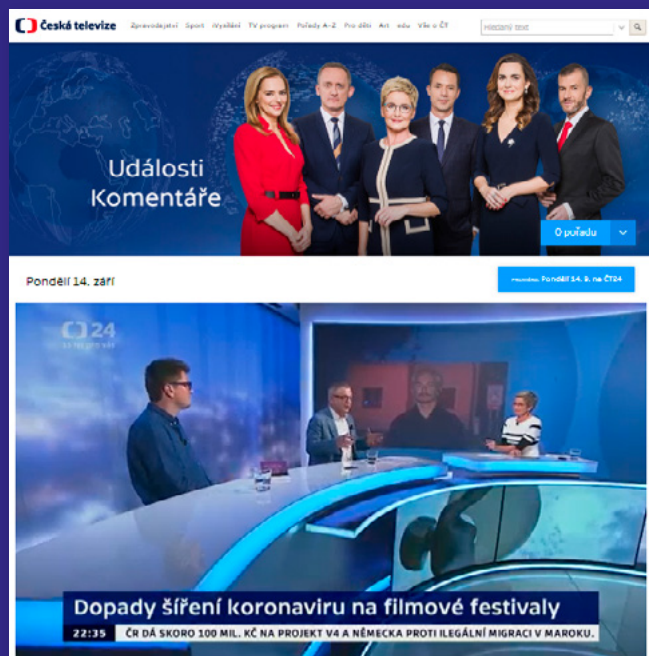 Česká televize
Zpravodajství Sport iVysílání TV program Pořady A–Z Pro děti Art edu Vše o ČT
Hledaný text
Události
Komentáře
O pořadu
Pondělí 14. září
Pondělí 14. 9. na ČT24
24
Dopady šíření koronaviru na filmové festivaly
22:35 ČR DÁ SKORO 100 MIL. KČ NA PROJEKT V4 A NĚMECKA PROTI ILEGÁLNÍ MIGRACI V MAROKU.